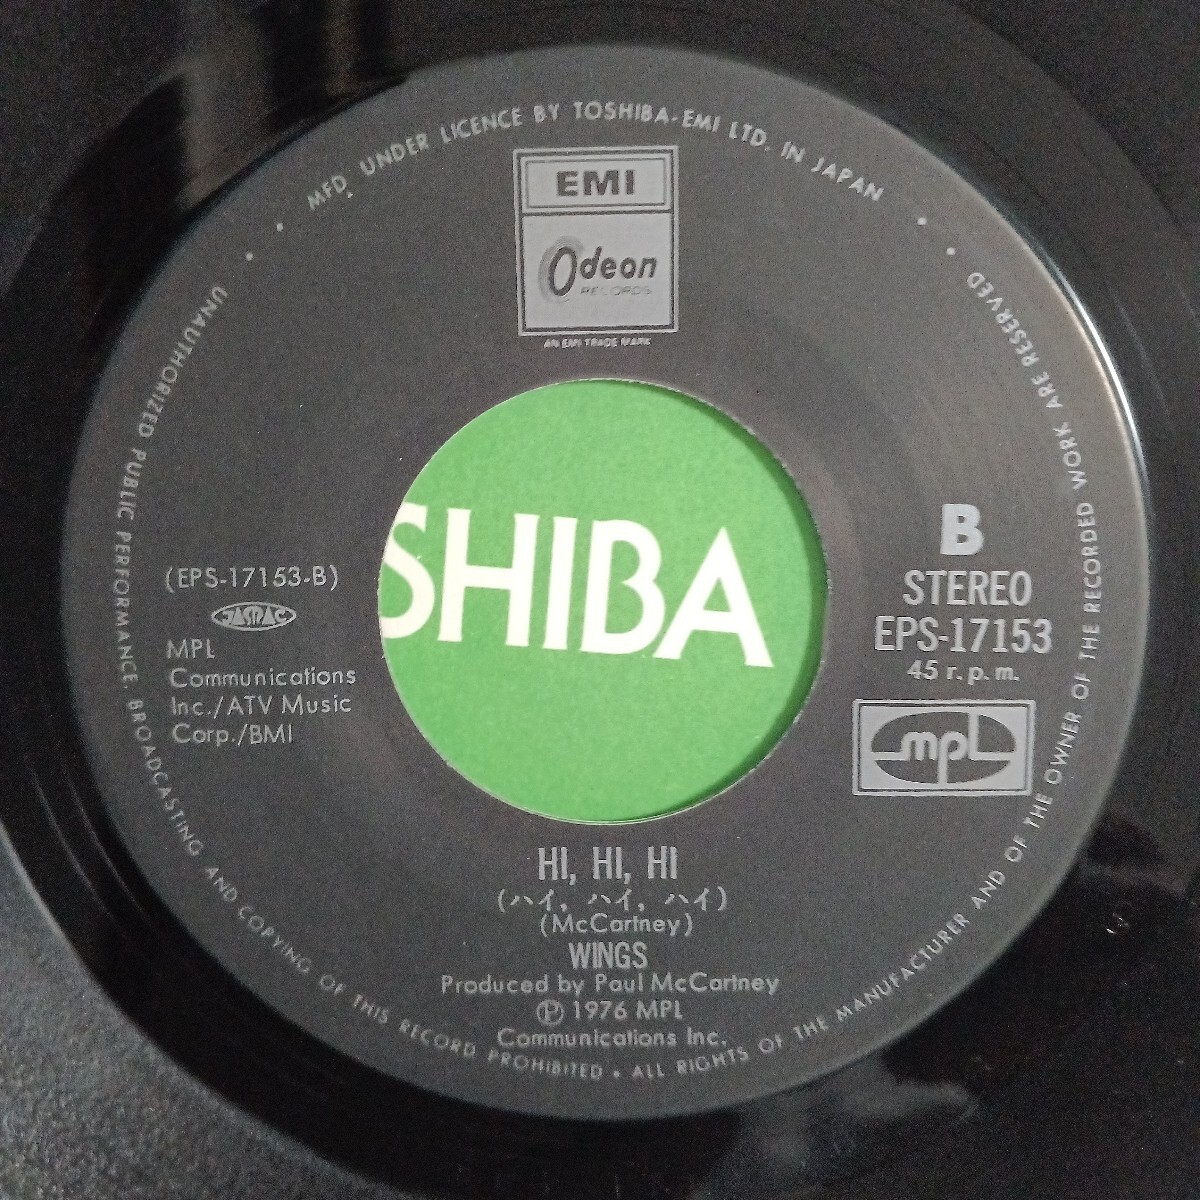 MFD. UNDER LICENCE BY TOSHIBA-EMI LTD. IN JAPAN
EMI
Odeon
RECORDS
AN EMI TRADE MARK
SHIBA
(EPS-17153-B)
JASRAC
MPL
Communications
Inc./ATV Music
Corp./BMI
B
STEREO
EPS-17153
45 r.p.m.
mpl
HI, HI, HI
(ハイ, ハイ, ハイ)
(McCartney)
WINGS
Produced by Paul McCartney
Ⓟ 1976 MPL
Communications Inc.
UNAUTHORIZED PUBLIC PERFORMANCE, BROADCASTING AND COPYING OF THIS RECORD PROHIBITED • ALL RIGHTS OF THE MANUFACTURER AND OF THE OWNER OF THE RECORDED WORK ARE RESERVED